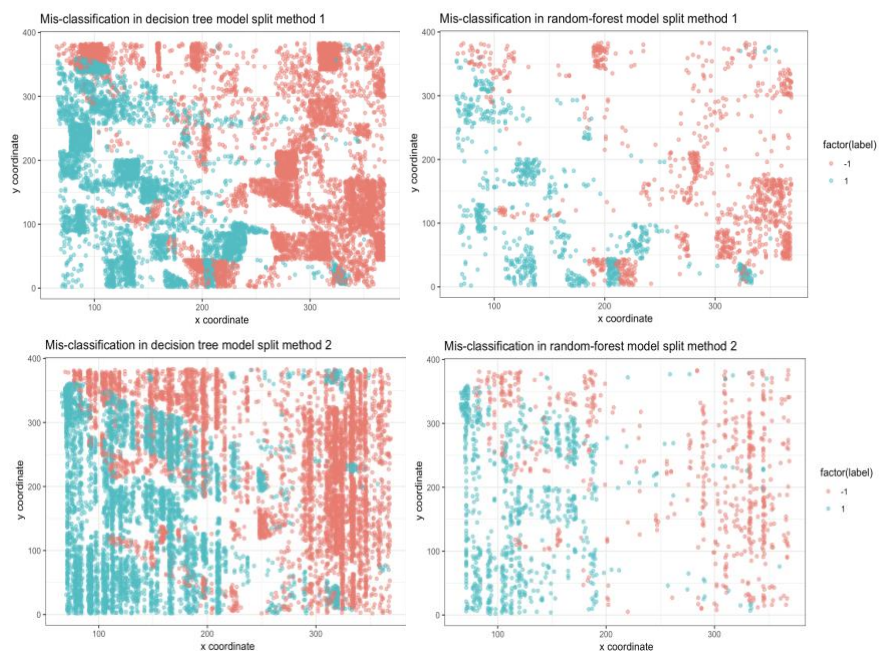 Mis-classification in decision tree model split method 1
400
300
200
100
0
y coordinate
100
200
300
x coordinate
Mis-classification in random-forest model split method 1
400
300
200
100
0
y coordinate
100
200
300
x coordinate
factor(label)
-1
1
Mis-classification in decision tree model split method 2
400
300
200
100
0
y coordinate
100
200
300
x coordinate
Mis-classification in random-forest model split method 2
400
300
200
100
0
y coordinate
100
200
300
x coordinate
factor(label)
-1
1